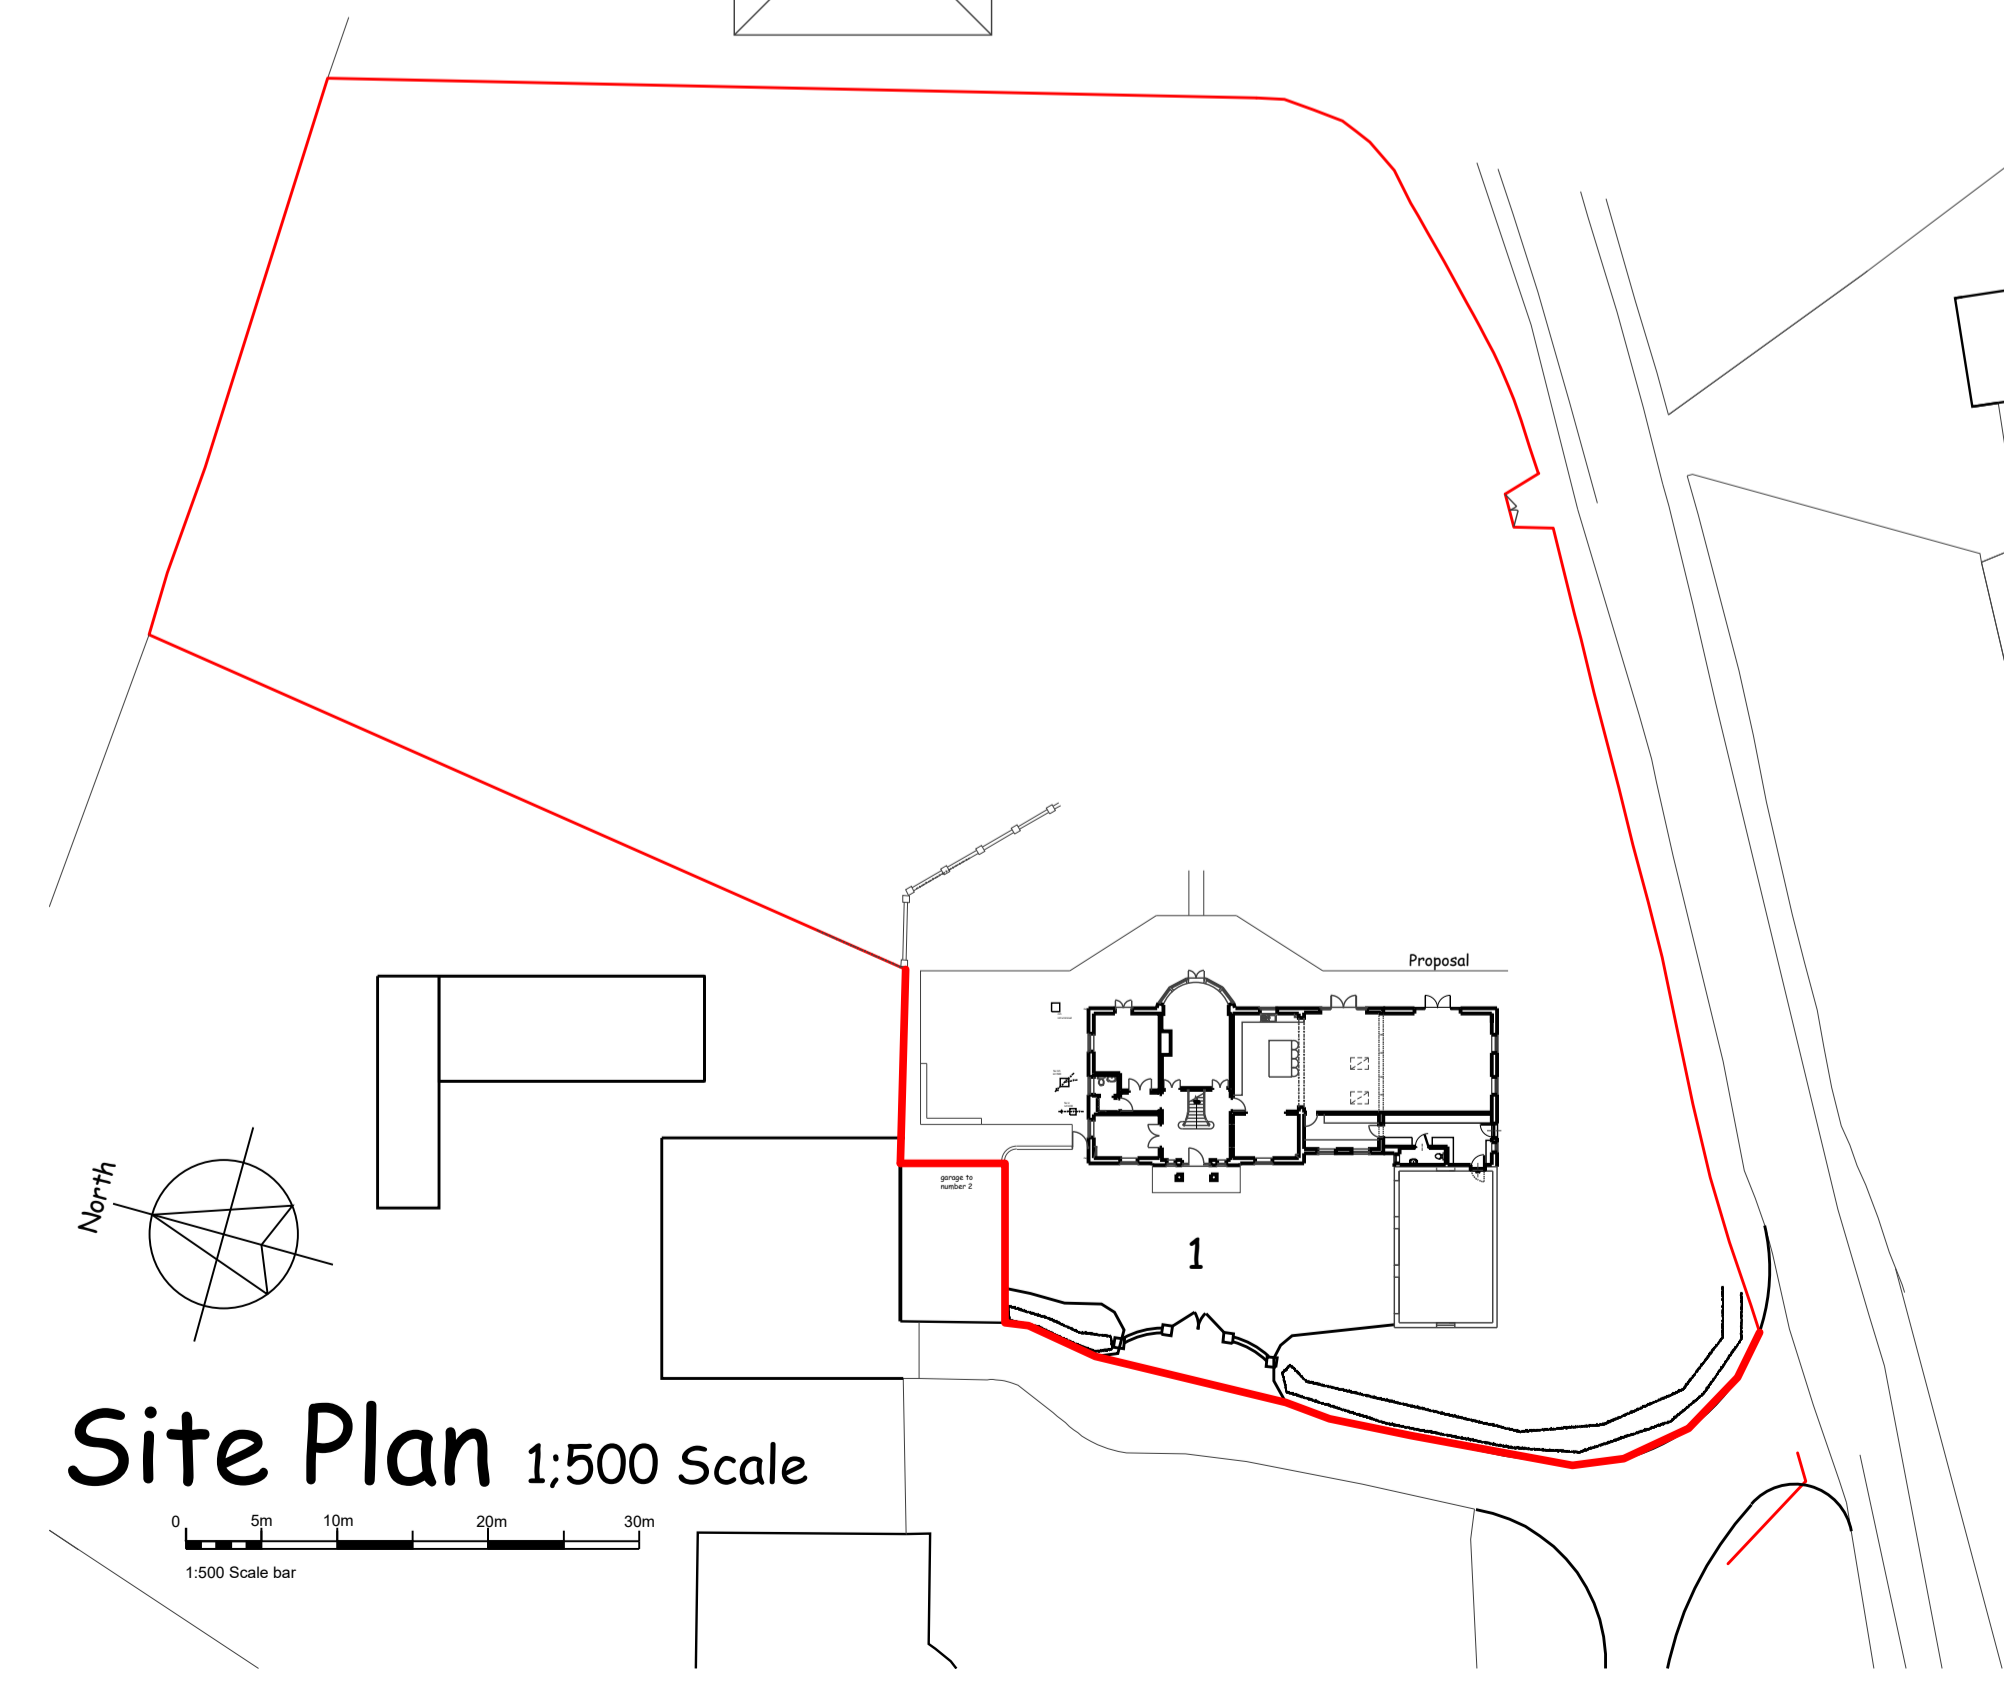 Proposal
garage to
number 2
1
North
Site Plan 1:500 Scale
0 5m 10m 20m 30m
1:500 Scale bar